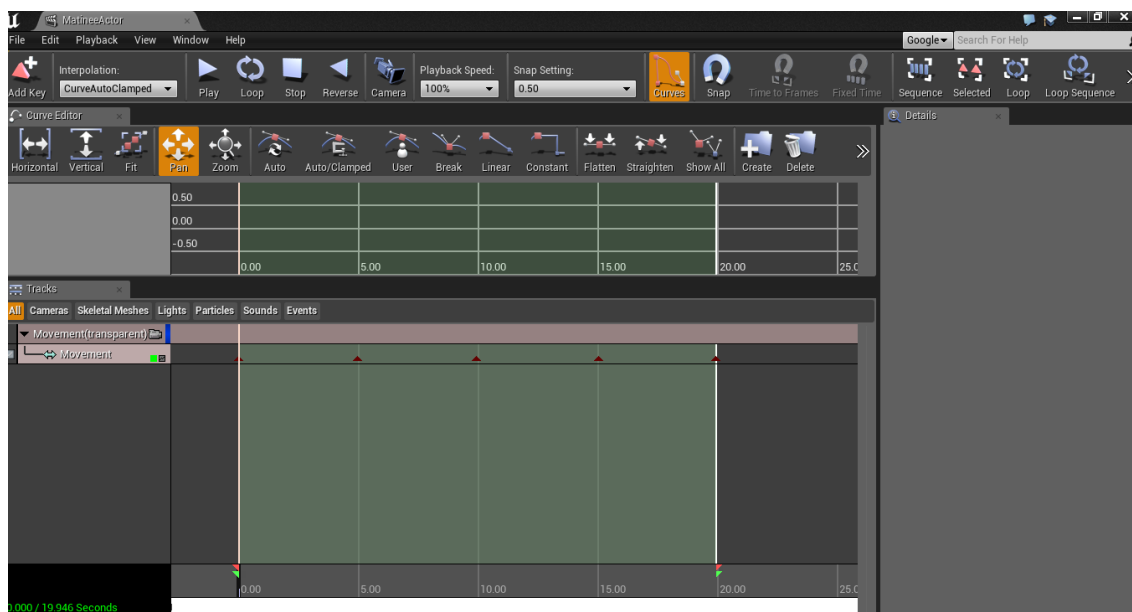 MatineeActor
File Edit Playback View Window Help
Google Search For Help
Add Key Interpolation: CurveAutoClamped Play Loop Stop Reverse Camera Playback Speed: 100% Snap Setting: 0.50 Curves Snap Time to Frames Fixed Time Sequence Selected Loop Loop Sequence
Curve Editor
Details
Horizontal Vertical Fit Pan Zoom Auto Auto/Clamped User Break Linear Constant Flatten Straighten Show All Create Delete
0.50
0.00
-0.50
0.00 5.00 10.00 15.00 20.00 25.0
Tracks
All Cameras Skeletal Meshes Lights Particles Sounds Events
Movement(transparent)
Movement
0.00 5.00 10.00 15.00 20.00 25.0
0.000 / 19.946 Seconds